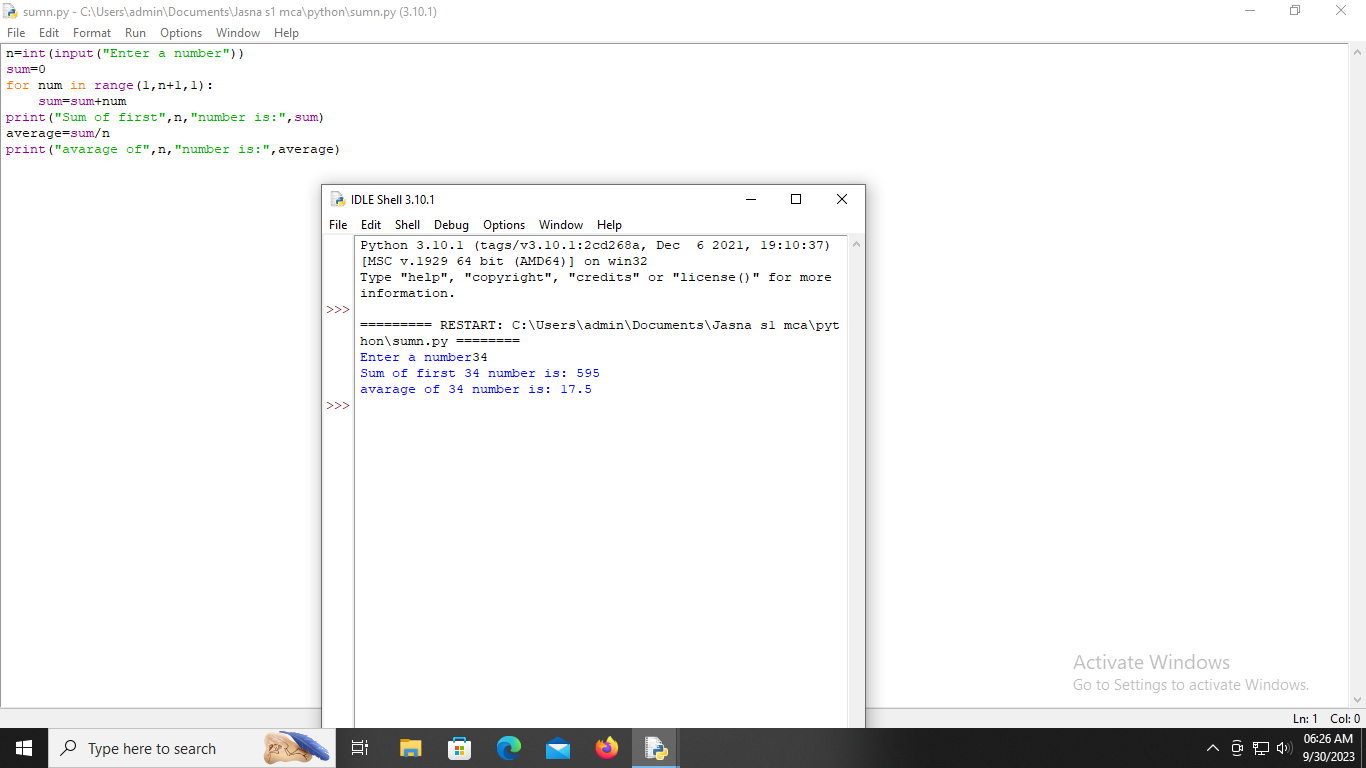 sumn.py - C:\Users\admin\Documents\Jasna s1 mca\python\sumn.py (3.10.1)
File Edit Format Run Options Window Help
n=int(input("Enter a number"))
sum=0
for num in range(1,n+1,1):
    sum=sum+num
print("Sum of first",n,"number is:",sum)
average=sum/n
print("avarage of",n,"number is:",average)
IDLE Shell 3.10.1
File Edit Shell Debug Options Window Help
Python 3.10.1 (tags/v3.10.1:2cd268a, Dec  6 2021, 19:10:37)
[MSC v.1929 64 bit (AMD64)] on win32
Type "help", "copyright", "credits" or "license()" for more
information.
>>>
========= RESTART: C:\Users\admin\Documents\Jasna s1 mca\pyt
hon\sumn.py ========
Enter a number34
Sum of first 34 number is: 595
avarage of 34 number is: 17.5
>>>
Activate Windows
Go to Settings to activate Windows.
Ln: 1 Col: 0
Type here to search
06:26 AM
9/30/2023